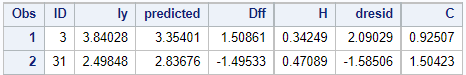 Obs ID ly predicted Dff H dresid C
1 3 3.84028 3.35401 1.50861 0.34249 2.09029 0.92507
2 31 2.49848 2.83676 -1.49533 0.47089 -1.58506 1.50423